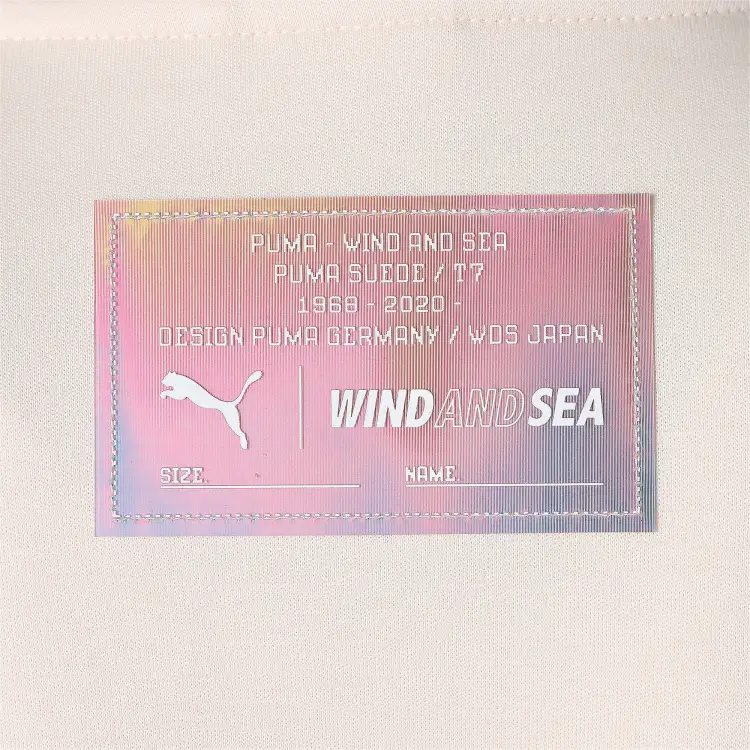 PUMA - WIND AND SEA
PUMA SUEDE / T7
1968 - 2020 -
DESIGN PUMA GERMANY / WDS JAPAN
WINDANDSEA
SIZE.
NAME.